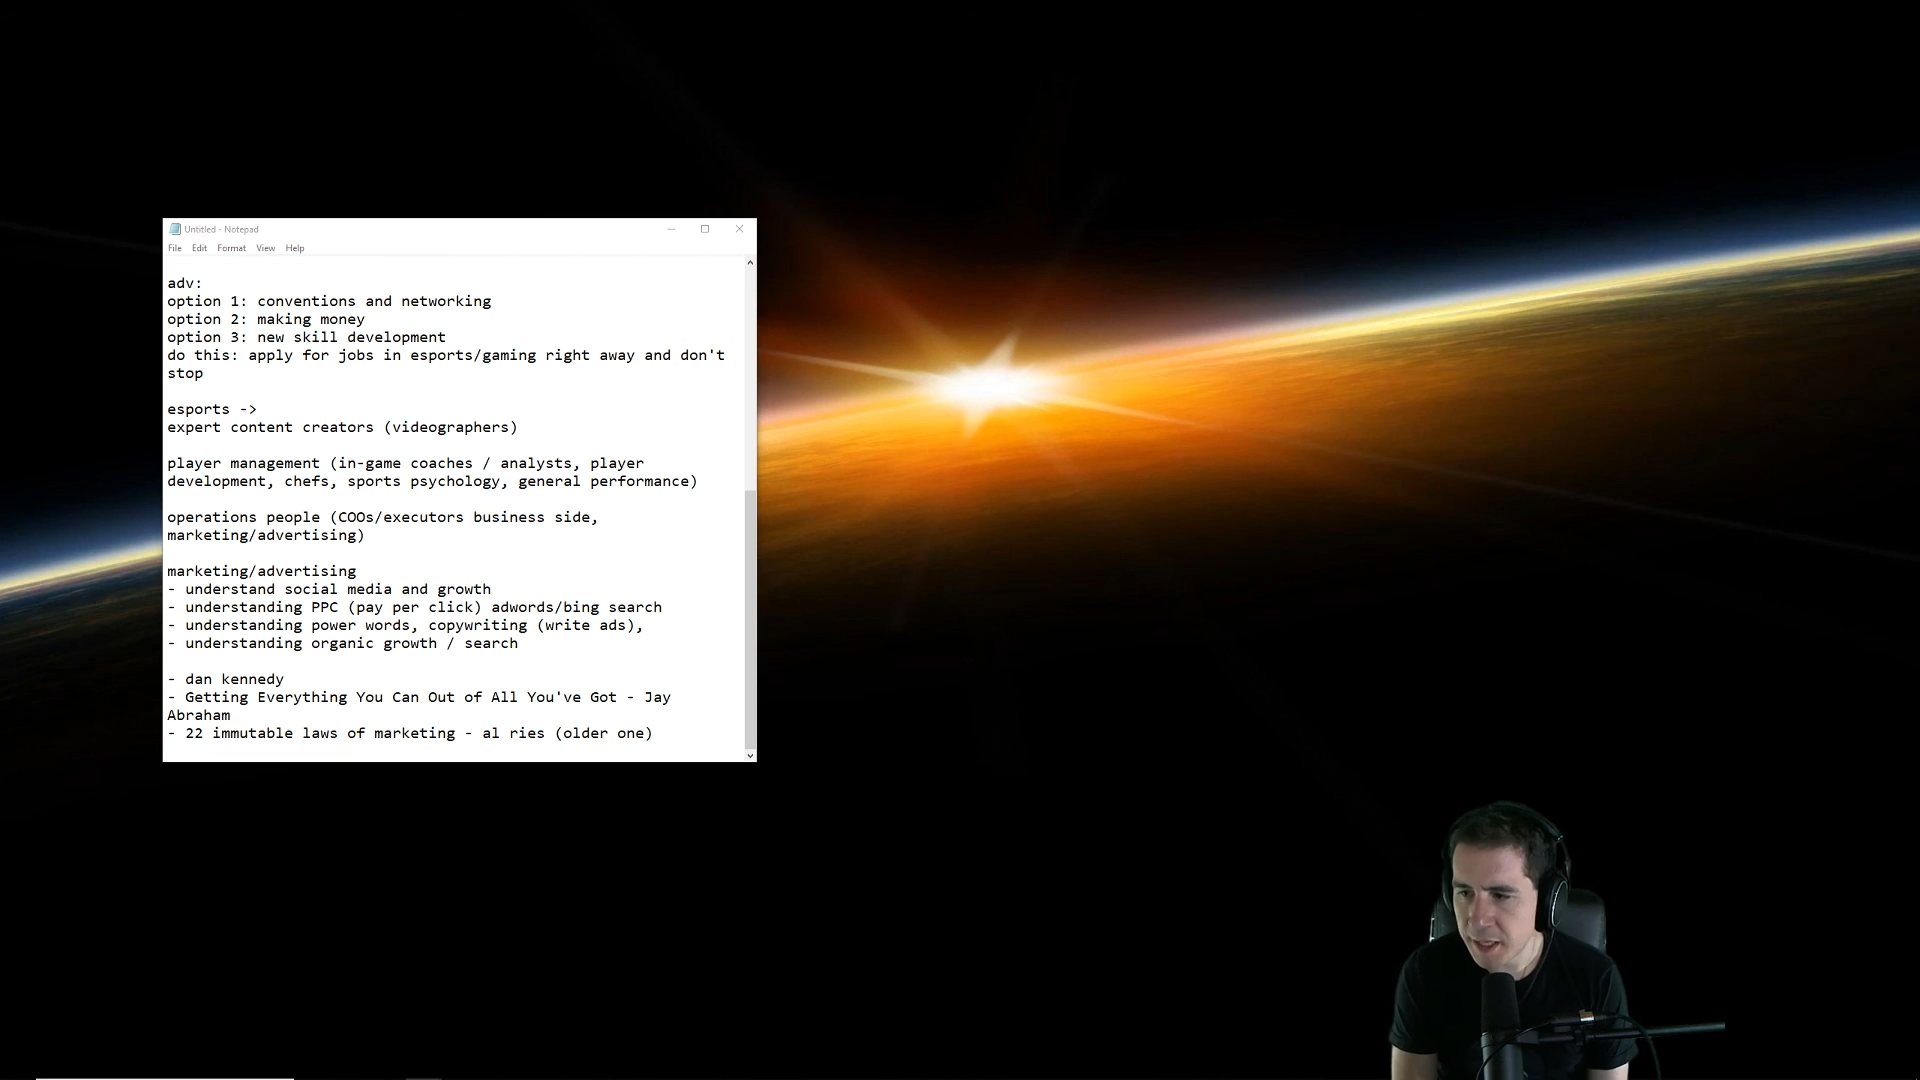 Untitled - Notepad
File Edit Format View Help
adv:
option 1: conventions and networking
option 2: making money
option 3: new skill development
do this: apply for jobs in esports/gaming right away and don't
stop
esports ->
expert content creators (videographers)
player management (in-game coaches / analysts, player
development, chefs, sports psychology, general performance)
operations people (COOs/executors business side,
marketing/advertising)
marketing/advertising
- understand social media and growth
- understanding PPC (pay per click) adwords/bing search
- understanding power words, copywriting (write ads),
- understanding organic growth / search
- dan kennedy
- Getting Everything You Can Out of All You've Got - Jay
Abraham
- 22 immutable laws of marketing - al ries (older one)